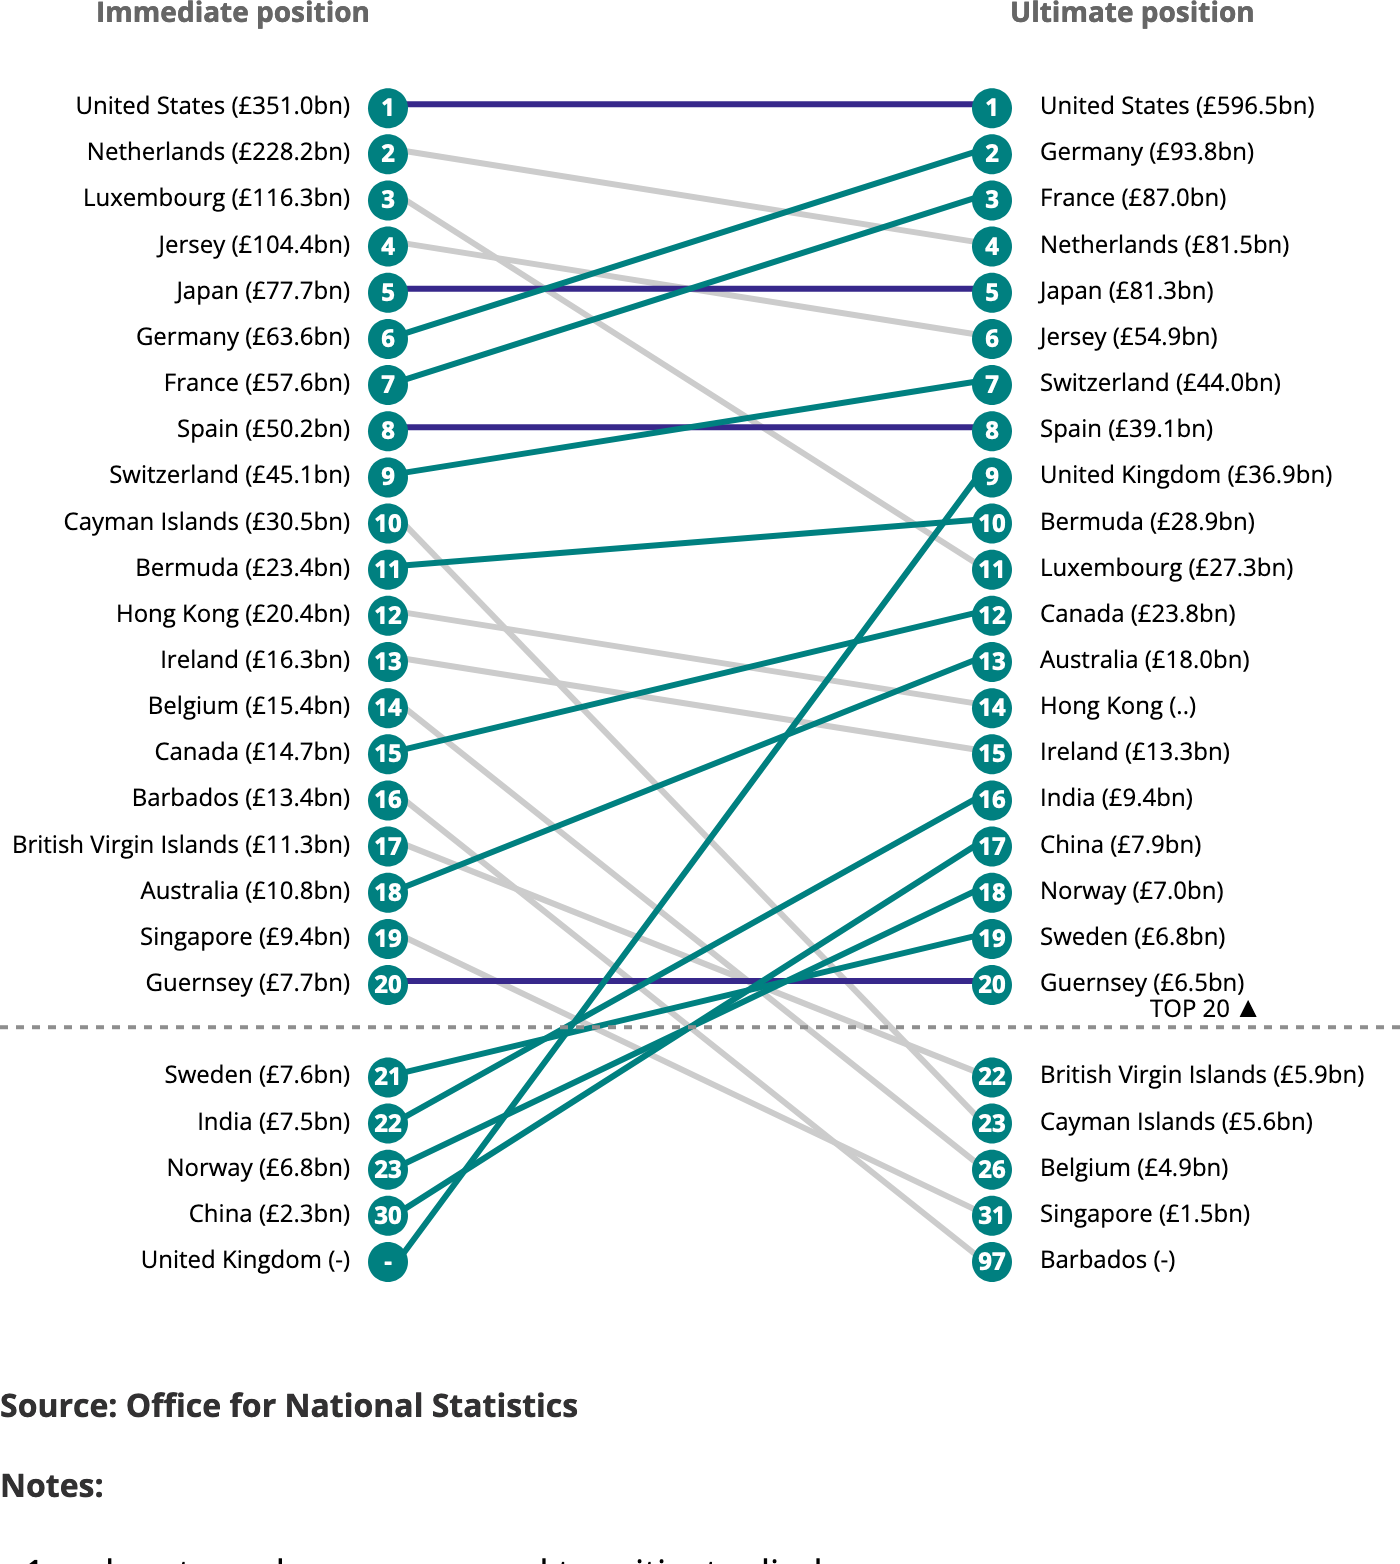 Immediate position Ultimate position
United States (£351.0bn) 1 1 United States (£596.5bn)
Netherlands (£228.2bn) 2 2 Germany (£93.8bn)
Luxembourg (£116.3bn) 3 3 France (£87.0bn)
Jersey (£104.4bn) 4 4 Netherlands (£81.5bn)
Japan (£77.7bn) 5 5 Japan (£81.3bn)
Germany (£63.6bn) 6 6 Jersey (£54.9bn)
France (£57.6bn) 7 7 Switzerland (£44.0bn)
Spain (£50.2bn) 8 8 Spain (£39.1bn)
Switzerland (£45.1bn) 9 9 United Kingdom (£36.9bn)
Cayman Islands (£30.5bn) 10 10 Bermuda (£28.9bn)
Bermuda (£23.4bn) 11 11 Luxembourg (£27.3bn)
Hong Kong (£20.4bn) 12 12 Canada (£23.8bn)
Ireland (£16.3bn) 13 13 Australia (£18.0bn)
Belgium (£15.4bn) 14 14 Hong Kong (..)
Canada (£14.7bn) 15 15 Ireland (£13.3bn)
Barbados (£13.4bn) 16 16 India (£9.4bn)
British Virgin Islands (£11.3bn) 17 17 China (£7.9bn)
Australia (£10.8bn) 18 18 Norway (£7.0bn)
Singapore (£9.4bn) 19 19 Sweden (£6.8bn)
Guernsey (£7.7bn) 20 20 Guernsey (£6.5bn)
TOP 20 ▲
Sweden (£7.6bn) 21 22 British Virgin Islands (£5.9bn)
India (£7.5bn) 22 23 Cayman Islands (£5.6bn)
Norway (£6.8bn) 23 26 Belgium (£4.9bn)
China (£2.3bn) 30 31 Singapore (£1.5bn)
United Kingdom (-) - 97 Barbados (-)
Source: Office for National Statistics
Notes: